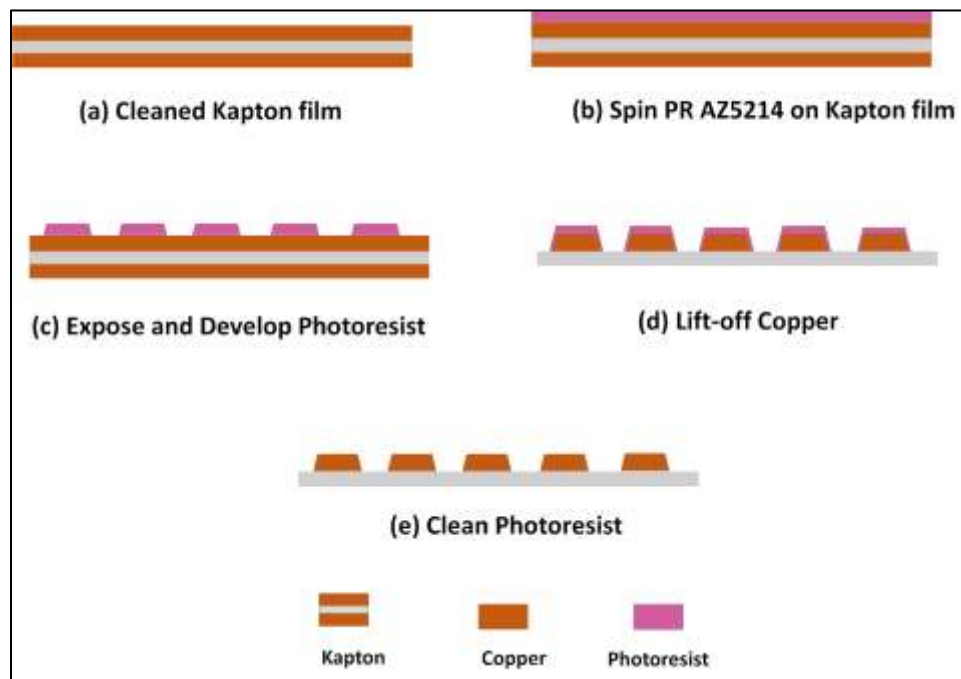 (a) Cleaned Kapton film
(b) Spin PR AZ5214 on Kapton film
(c) Expose and Develop Photoresist
(d) Lift-off Copper
(e) Clean Photoresist
Kapton
Copper
Photoresist